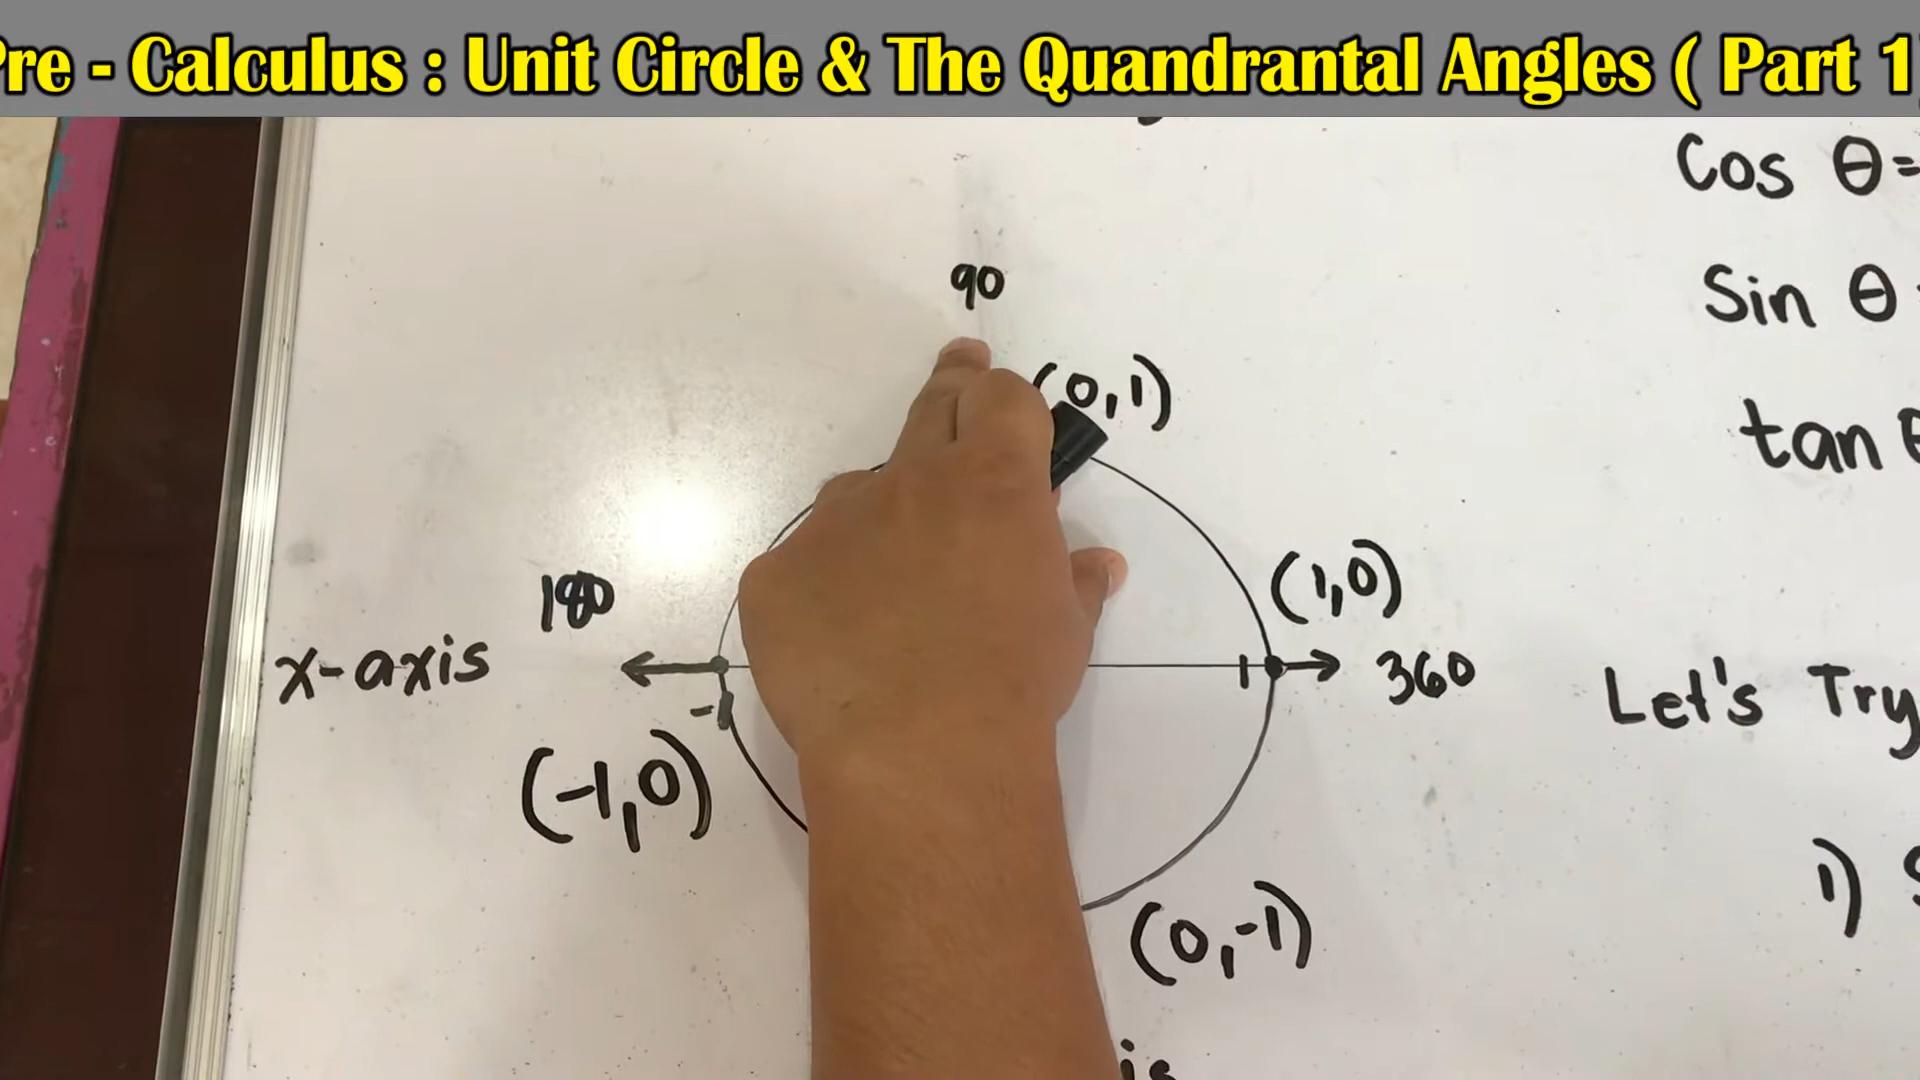 Pre - Calculus : Unit Circle & The Quandrantal Angles ( Part 1)
Cos θ=
Sin θ
tan θ
90
(0,1)
180
(1,0)
x-axis
1
360
-1
(-1,0)
Let's Try
1)
(0,-1)
is